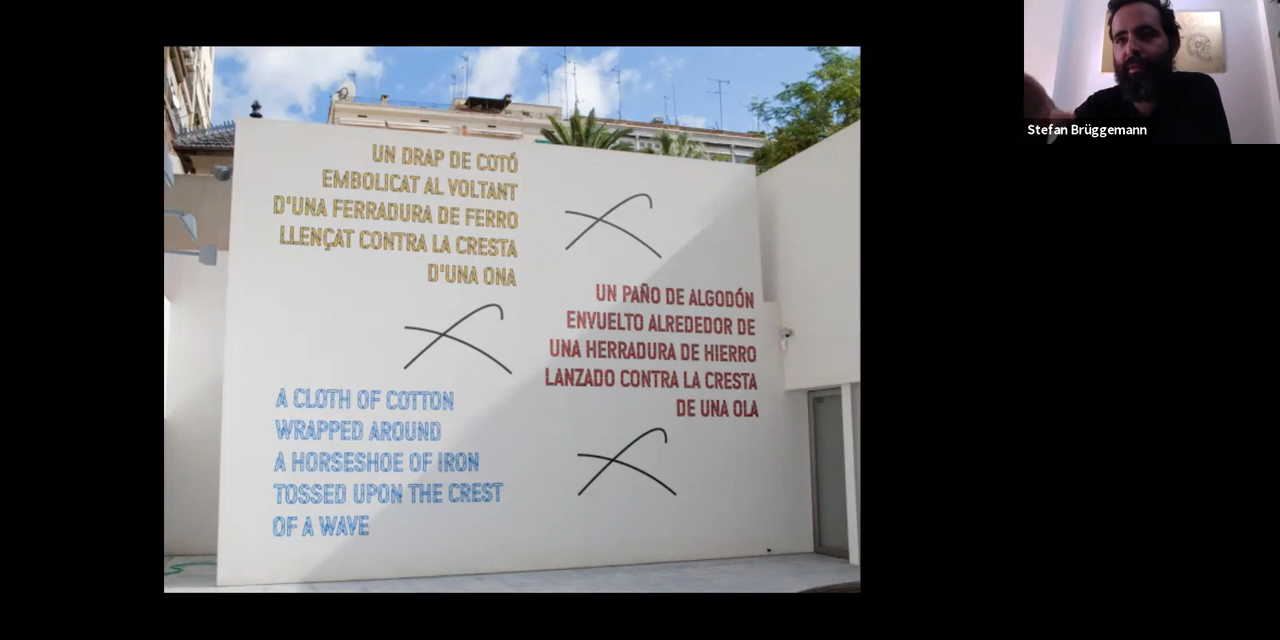 UN DRAP DE COTÓ
EMBOLICAT AL VOLTANT
D'UNA FERRADURA DE FERRO
LLENÇAT CONTRA LA CRESTA
D'UNA ONA
UN PAÑO DE ALGODÓN
ENVUELTO ALREDEDOR DE
UNA HERRADURA DE HIERRO
LANZADO CONTRA LA CRESTA
DE UNA OLA
A CLOTH OF COTTON
WRAPPED AROUND
A HORSESHOE OF IRON
TOSSED UPON THE CREST
OF A WAVE
Stefan Brüggemann